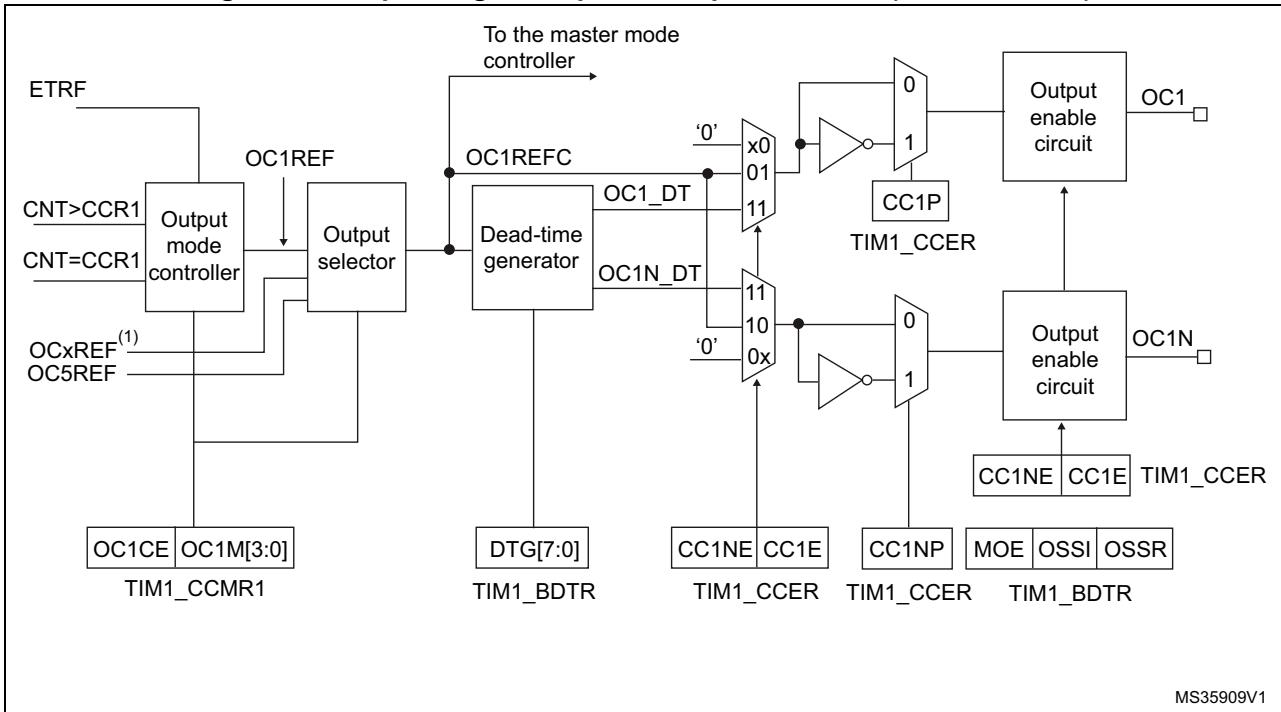 To the master mode
controller
ETRF
OC1REF
CNT>CCR1
CNT=CCR1
Output
mode
controller
Output
selector
OCxREF(1)
OC5REF
OC1REFC
Dead-time
generator
OC1_DT
OC1N_DT
'0'
x0
01
11
11
10
'0'
0x
0
1
CC1P
TIM1_CCER
0
1
Output
enable
circuit
OC1
Output
enable
circuit
OC1N
CC1NE CC1E TIM1_CCER
OC1CE OC1M[3:0]
TIM1_CCMR1
DTG[7:0]
TIM1_BDTR
CC1NE CC1E
TIM1_CCER
CC1NP
TIM1_CCER
MOE OSSI OSSR
TIM1_BDTR
MS35909V1